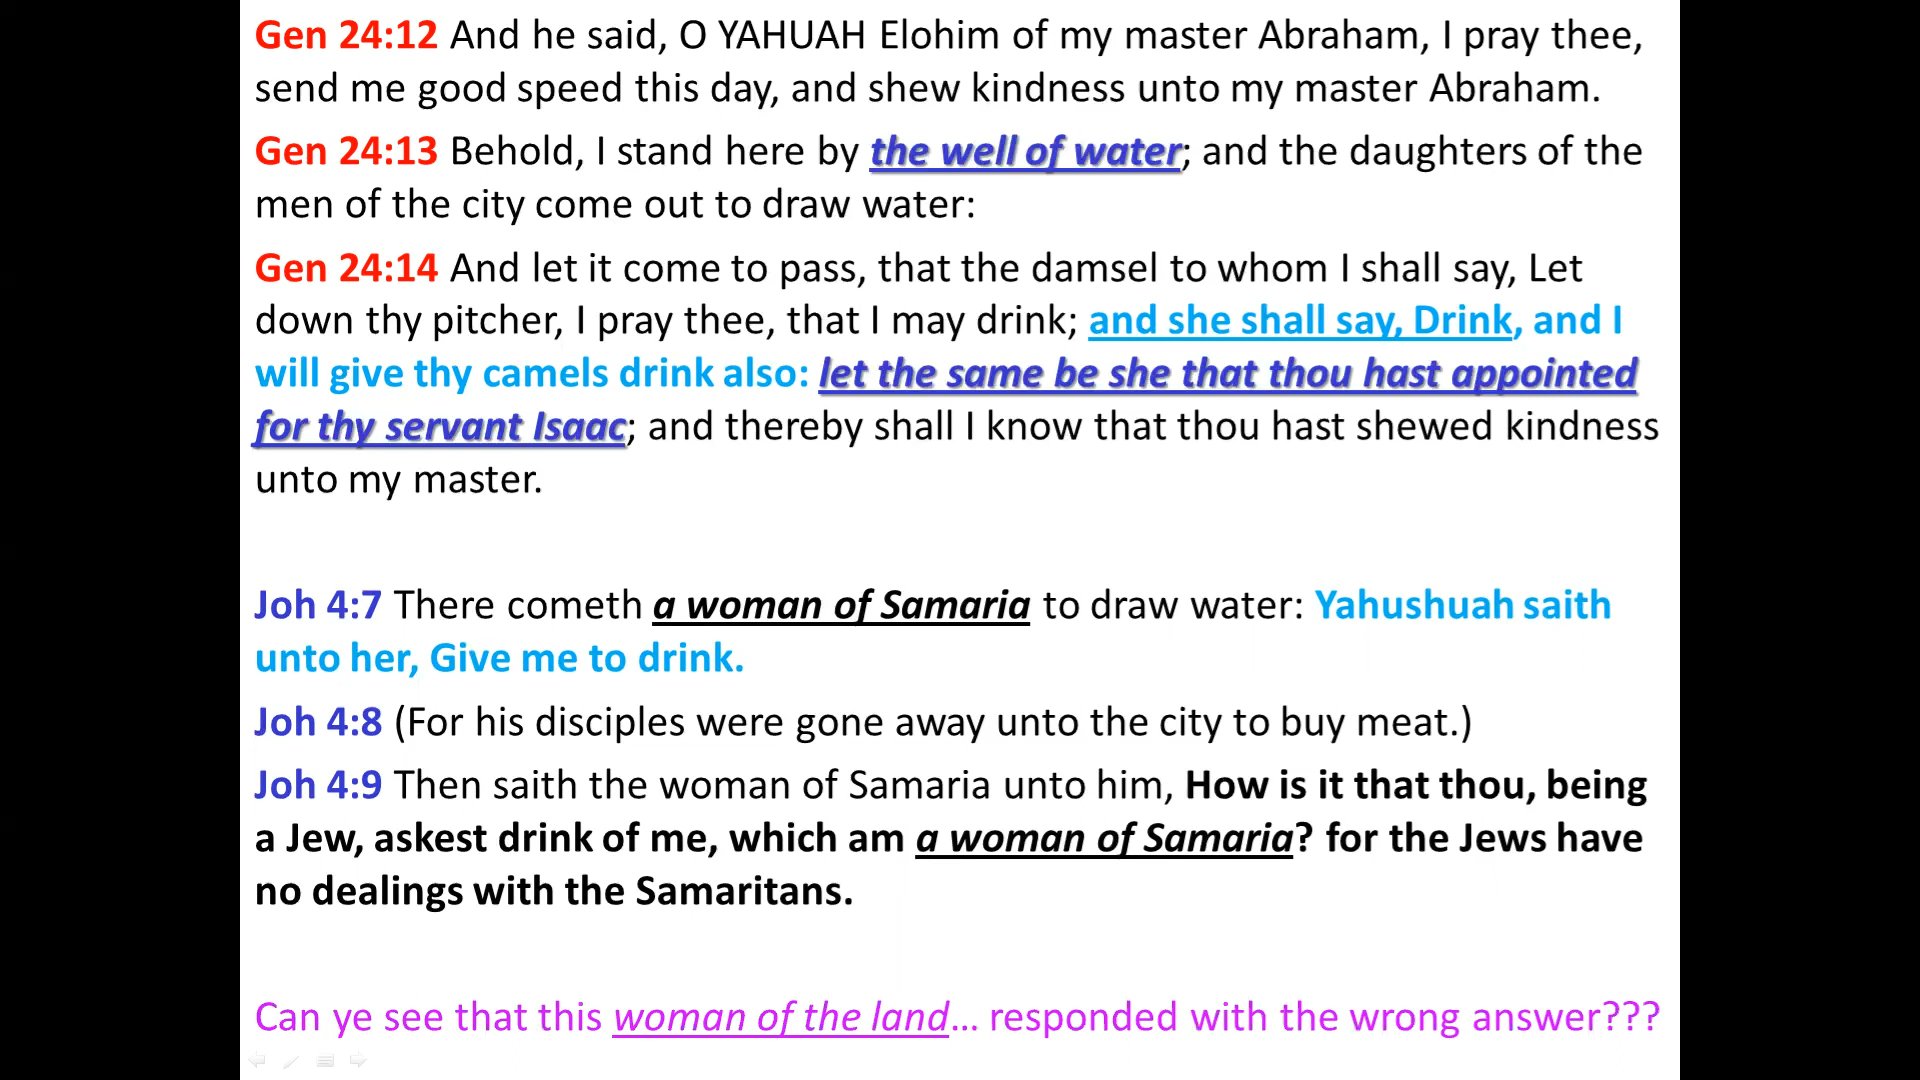 Gen 24:12 And he said, O YAHUAH Elohim of my master Abraham, I pray thee,
send me good speed this day, and shew kindness unto my master Abraham.
Gen 24:13 Behold, I stand here by the well of water; and the daughters of the
men of the city come out to draw water:
Gen 24:14 And let it come to pass, that the damsel to whom I shall say, Let
down thy pitcher, I pray thee, that I may drink; and she shall say, Drink, and I
will give thy camels drink also: let the same be she that thou hast appointed
for thy servant Isaac; and thereby shall I know that thou hast shewed kindness
unto my master.
Joh 4:7 There cometh a woman of Samaria to draw water: Yahushuah saith
unto her, Give me to drink.
Joh 4:8 (For his disciples were gone away unto the city to buy meat.)
Joh 4:9 Then saith the woman of Samaria unto him, How is it that thou, being
a Jew, askest drink of me, which am a woman of Samaria? for the Jews have
no dealings with the Samaritans.
Can ye see that this woman of the land... responded with the wrong answer???